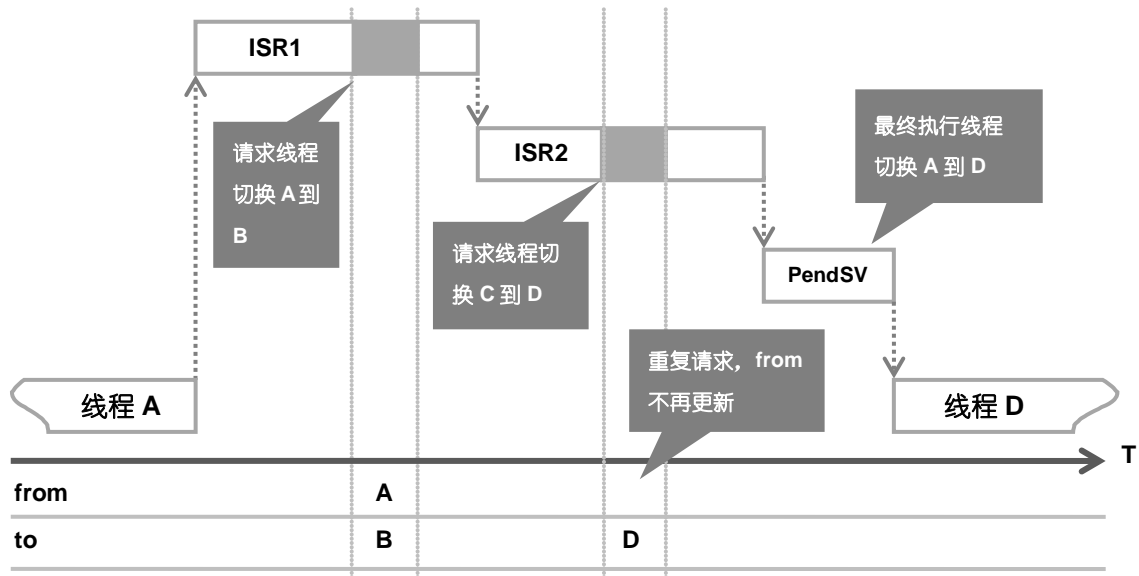 ISR1
请求线程
切换 A 到
B
ISR2
请求线程切
换 C 到 D
最终执行线程
切换 A 到 D
PendSV
重复请求，from
不再更新
线程 A
线程 D
T
from A
to B D